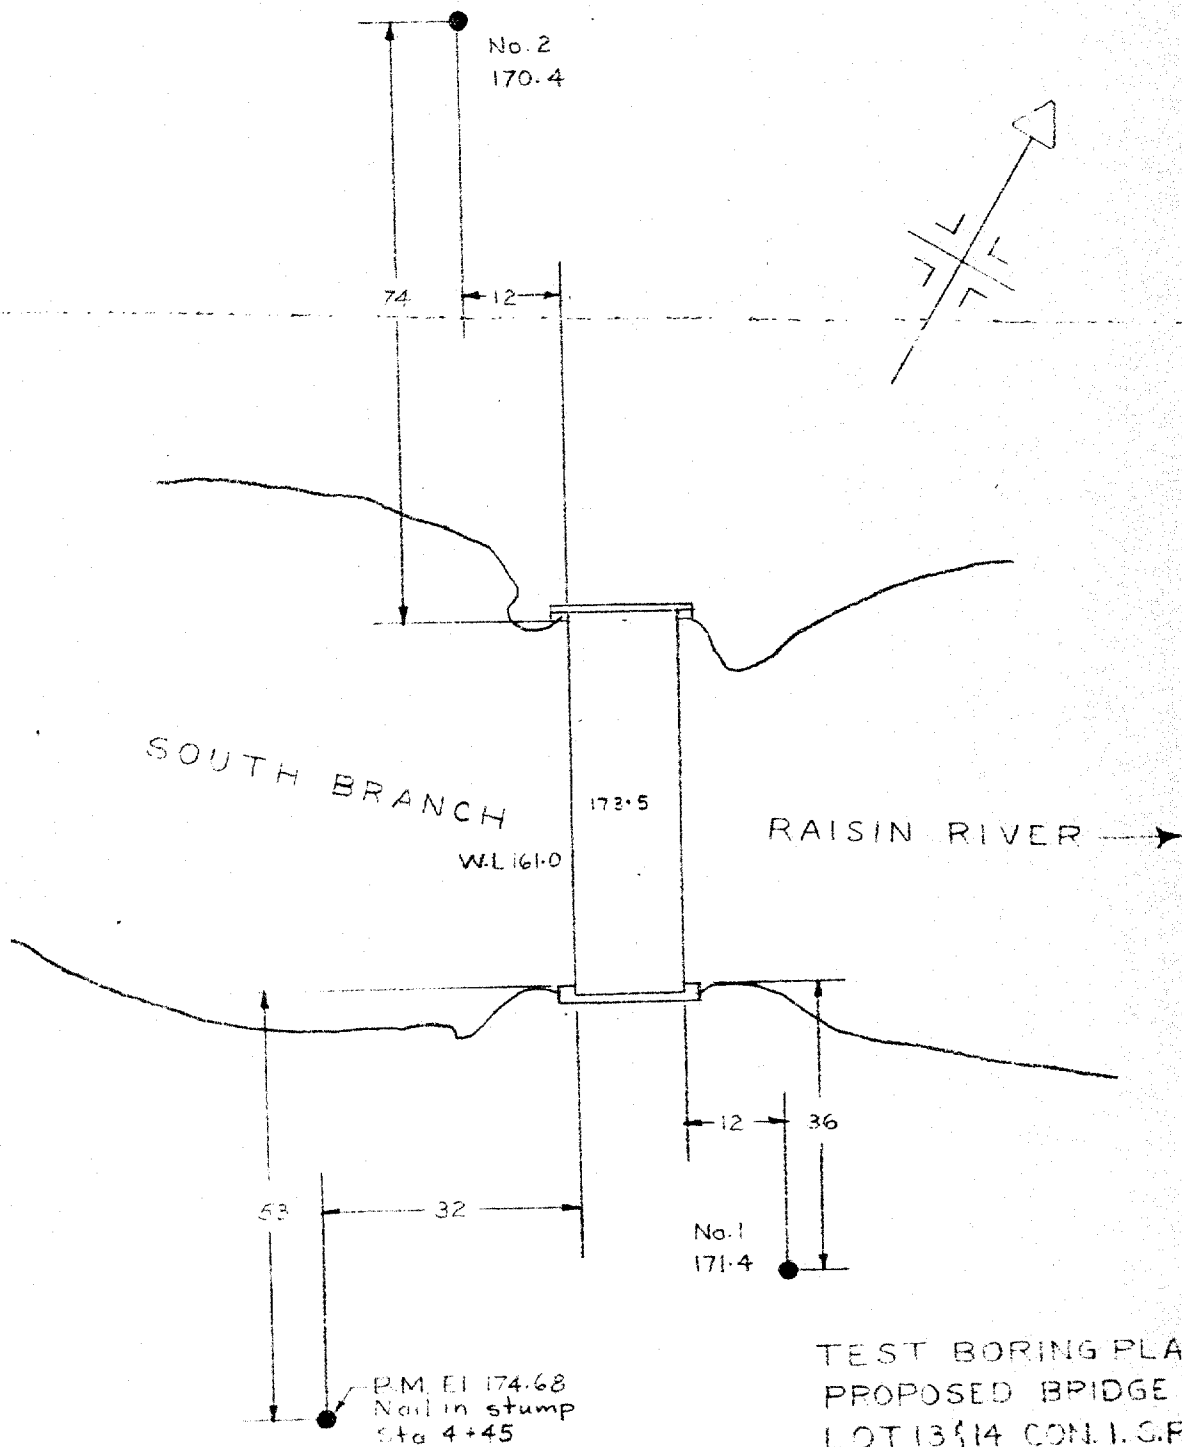 No. 2
170.4
74
12
SOUTH BRANCH
173.5
RAISIN RIVER
W.L 161.0
12
36
53
32
No. 1
171.4
B.M. El 174.68
Nail in stump
Sta 4+45
TEST BORING PLA
PROPOSED BRIDGE
LOT 13 & 14 CON. 1. S.R